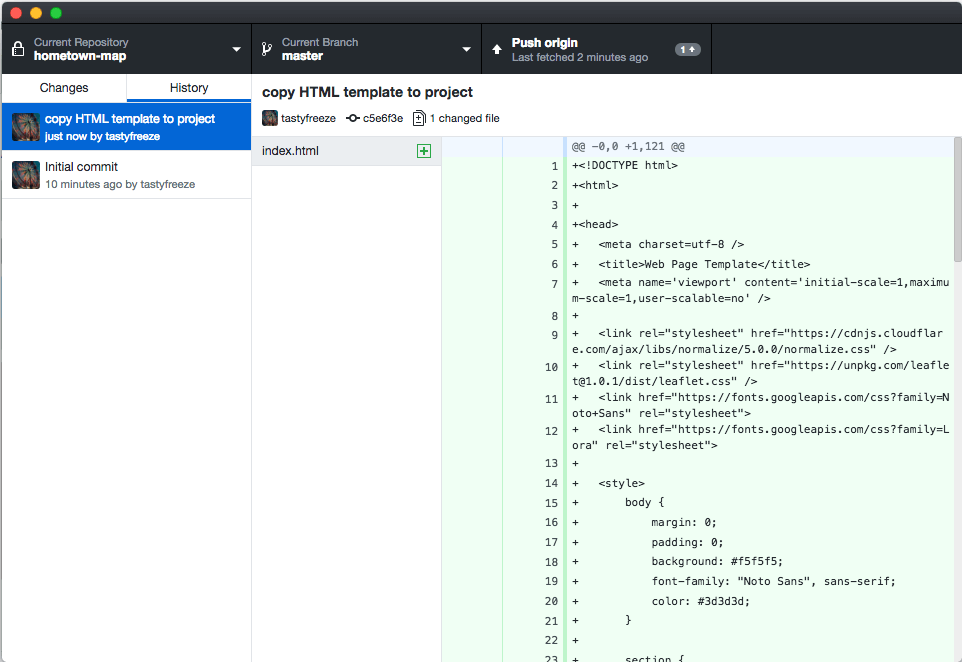 Current Repository
hometown-map
Current Branch
master
Push origin
Last fetched 2 minutes ago
1
Changes
History
copy HTML template to project
just now by tastyfreeze
Initial commit
10 minutes ago by tastyfreeze
copy HTML template to project
tastyfreeze c5e6f3e 1 changed file
index.html
@@ -0,0 +1,121 @@
1 +<!DOCTYPE html>
2 +<html>
3 +
4 +<head>
5 +   <meta charset=utf-8 />
6 +   <title>Web Page Template</title>
7 +   <meta name='viewport' content='initial-scale=1,maximu
m-scale=1,user-scalable=no' />
8 +
9 +   <link rel="stylesheet" href="https://cdnjs.cloudflar
e.com/ajax/libs/normalize/5.0.0/normalize.css" />
10 +   <link rel="stylesheet" href="https://unpkg.com/leafle
t@1.0.1/dist/leaflet.css" />
11 +   <link href="https://fonts.googleapis.com/css?family=N
oto+Sans" rel="stylesheet">
12 +   <link href="https://fonts.googleapis.com/css?family=L
ora" rel="stylesheet">
13 +
14 +   <style>
15 +       body {
16 +           margin: 0;
17 +           padding: 0;
18 +           background: #f5f5f5;
19 +           font-family: "Noto Sans", sans-serif;
20 +           color: #3d3d3d;
21 +       }
22 +
23 +       section {